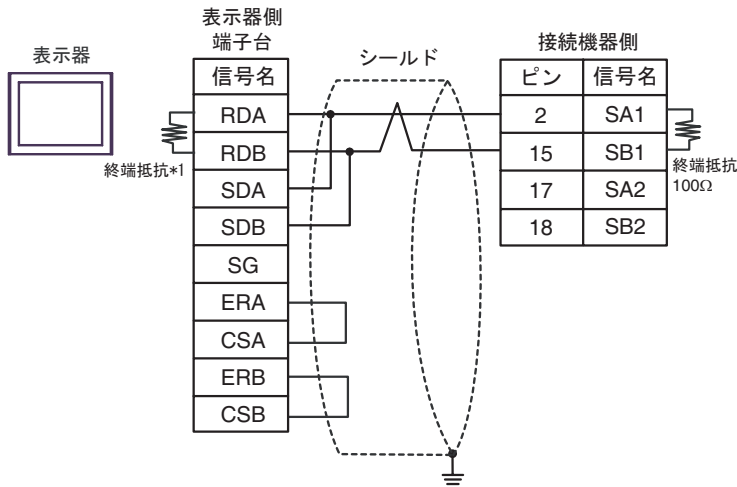 表示器
表示器側
端子台
信号名
RDA
RDB
SDA
SDB
SG
ERA
CSA
ERB
CSB
終端抵抗*1
シールド
接続機器側
ピン 信号名
2 SA1
15 SB1
17 SA2
18 SB2
終端抵抗
100Ω